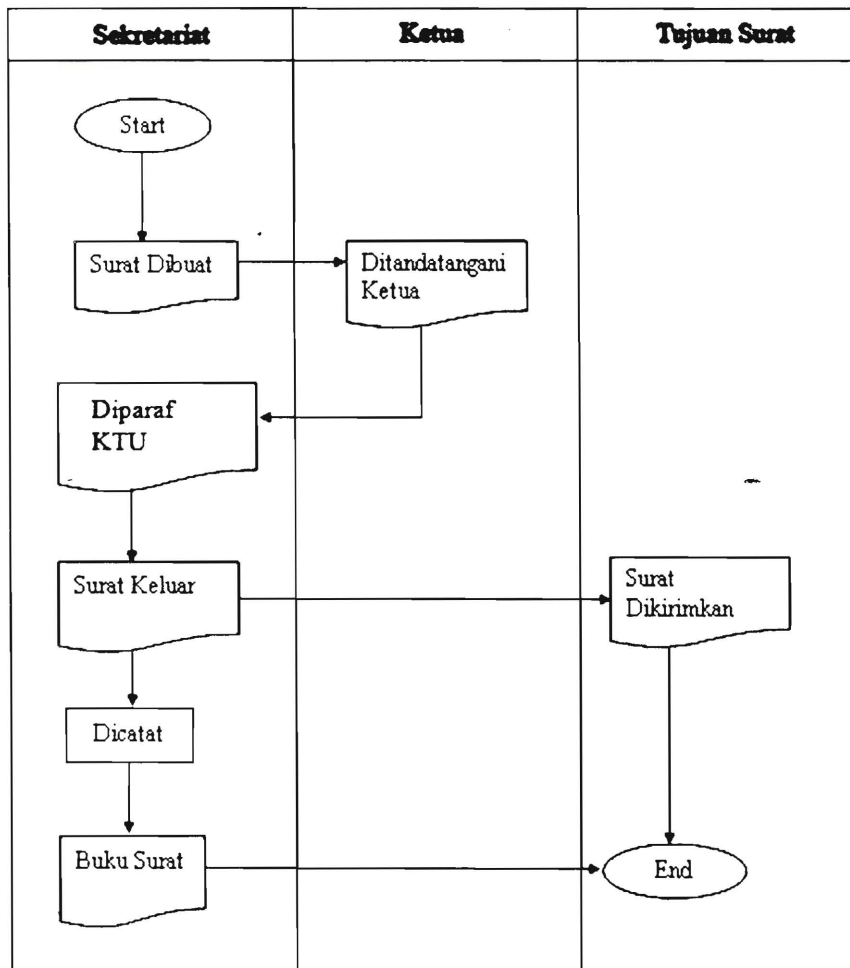 Sekretariat
Ketua
Tujuan Surat
Start
Surat Dibuat
Ditandatangani
Ketua
Diparaf
KTU
Surat Keluar
Surat
Dikirimkan
Dicatat
Buku Surat
End